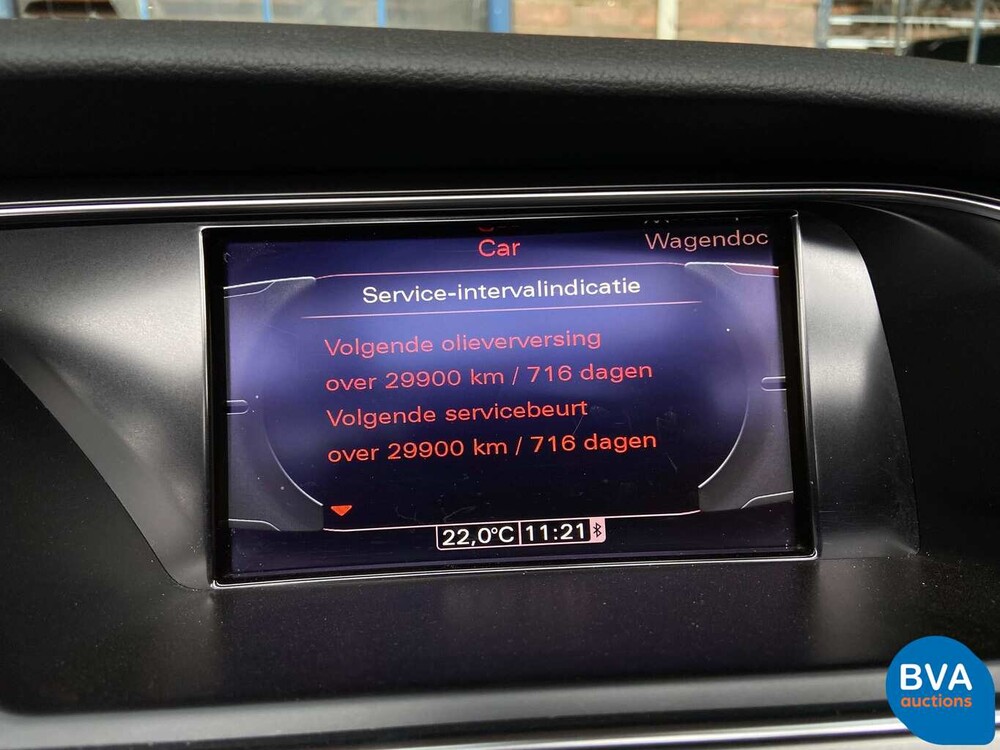 Car
Wagendoc
Service-intervalindicatie
Volgende olieverversing
over 29900 km / 716 dagen
Volgende servicebeurt
over 29900 km / 716 dagen
22,0°C 11:21
BVA
auctions